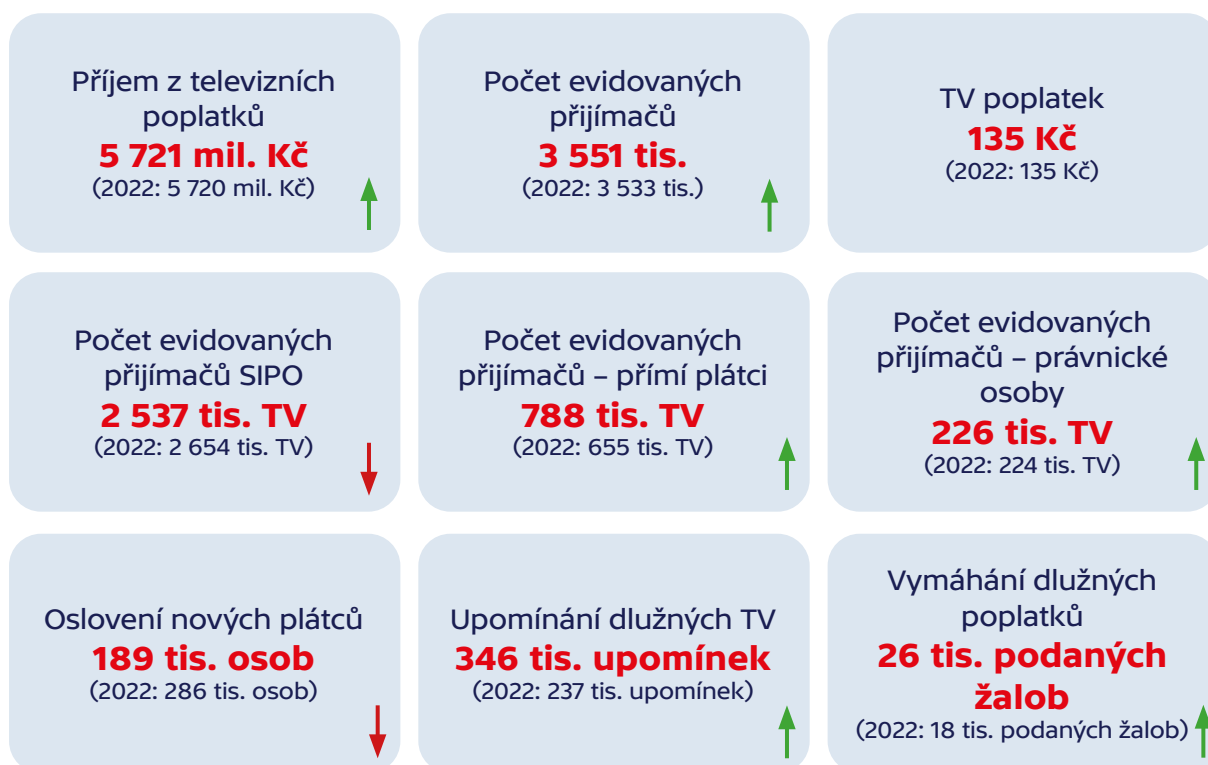 Příjem z televizních
poplatků
5 721 mil. Kč
(2022: 5 720 mil. Kč)
Počet evidovaných
přijímačů
3 551 tis.
(2022: 3 533 tis.)
TV poplatek
135 Kč
(2022: 135 Kč)
Počet evidovaných
přijímačů SIPO
2 537 tis. TV
(2022: 2 654 tis. TV)
Počet evidovaných
přijímačů – přímí plátci
788 tis. TV
(2022: 655 tis. TV)
Počet evidovaných
přijímačů – právnické
osoby
226 tis. TV
(2022: 224 tis. TV)
Oslovení nových plátců
189 tis. osob
(2022: 286 tis. osob)
Upomínání dlužných TV
346 tis. upomínek
(2022: 237 tis. upomínek)
Vymáhání dlužných
poplatků
26 tis. podaných
žalob
(2022: 18 tis. podaných žalob)